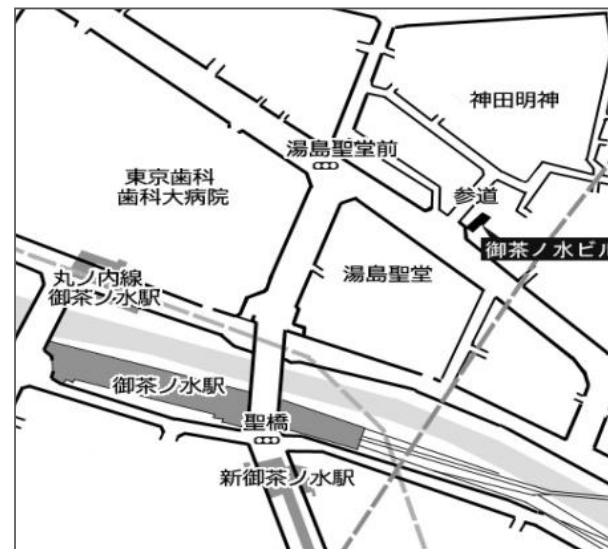 神田明神
湯島聖堂前
東京歯科
歯科大病院
参道
御茶ノ水ビル
湯島聖堂
丸ノ内線
御茶ノ水駅
御茶ノ水駅
聖橋
新御茶ノ水駅